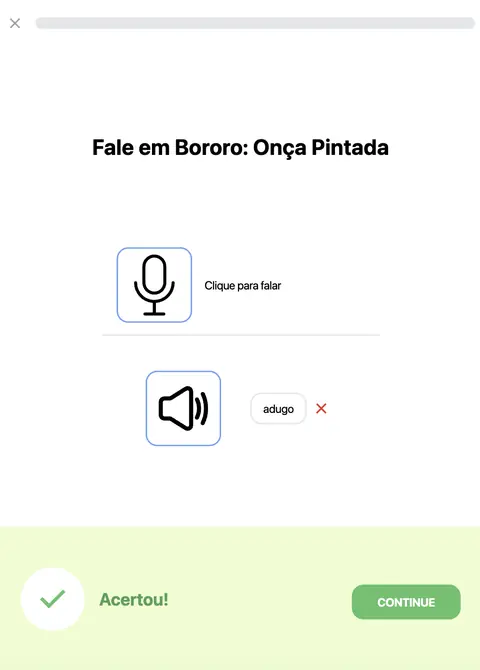 Fale em Bororo: Onça Pintada
Clique para falar
adugo
Acertou!
CONTINUE